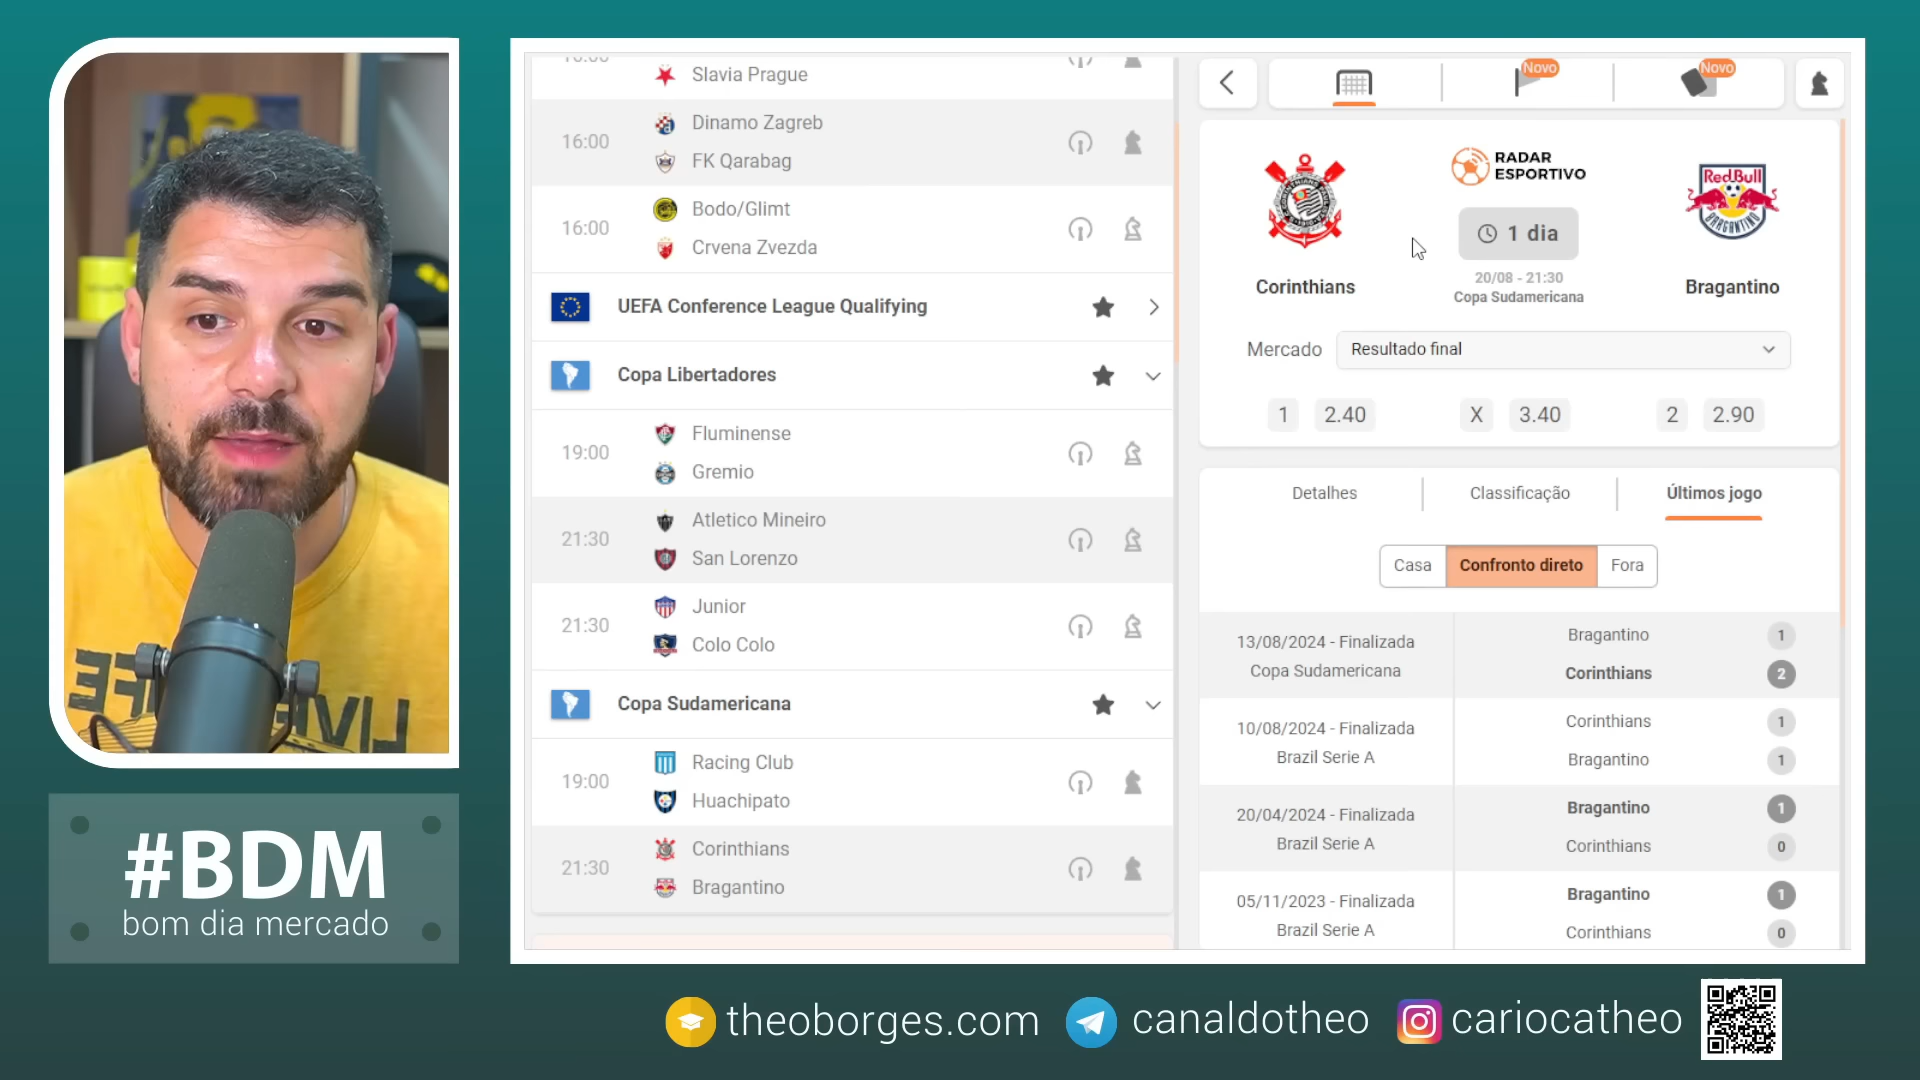 #BDM
bom dia mercado
Slavia Prague
16:00
Dinamo Zagreb
FK Qarabag
16:00
Bodo/Glimt
Crvena Zvezda
UEFA Conference League Qualifying
Copa Libertadores
19:00
Fluminense
Gremio
21:30
Atletico Mineiro
San Lorenzo
21:30
Junior
Colo Colo
Copa Sudamericana
19:00
Racing Club
Huachipato
21:30
Corinthians
Bragantino
Novo
Novo
RADAR
ESPORTIVO
RedBull
BRAGANTINO
1 dia
20/08 - 21:30
Copa Sudamericana
Corinthians
Bragantino
Mercado Resultado final
1 2.40 X 3.40 2 2.90
Detalhes Classificação Últimos jogo
Casa Confronto direto Fora
13/08/2024 - Finalizada
Copa Sudamericana
Bragantino 1
Corinthians 2
10/08/2024 - Finalizada
Brazil Serie A
Corinthians 1
Bragantino 1
20/04/2024 - Finalizada
Brazil Serie A
Bragantino 1
Corinthians 0
05/11/2023 - Finalizada
Brazil Serie A
Bragantino 1
Corinthians 0
theoborges.com canaldotheo cariocatheo